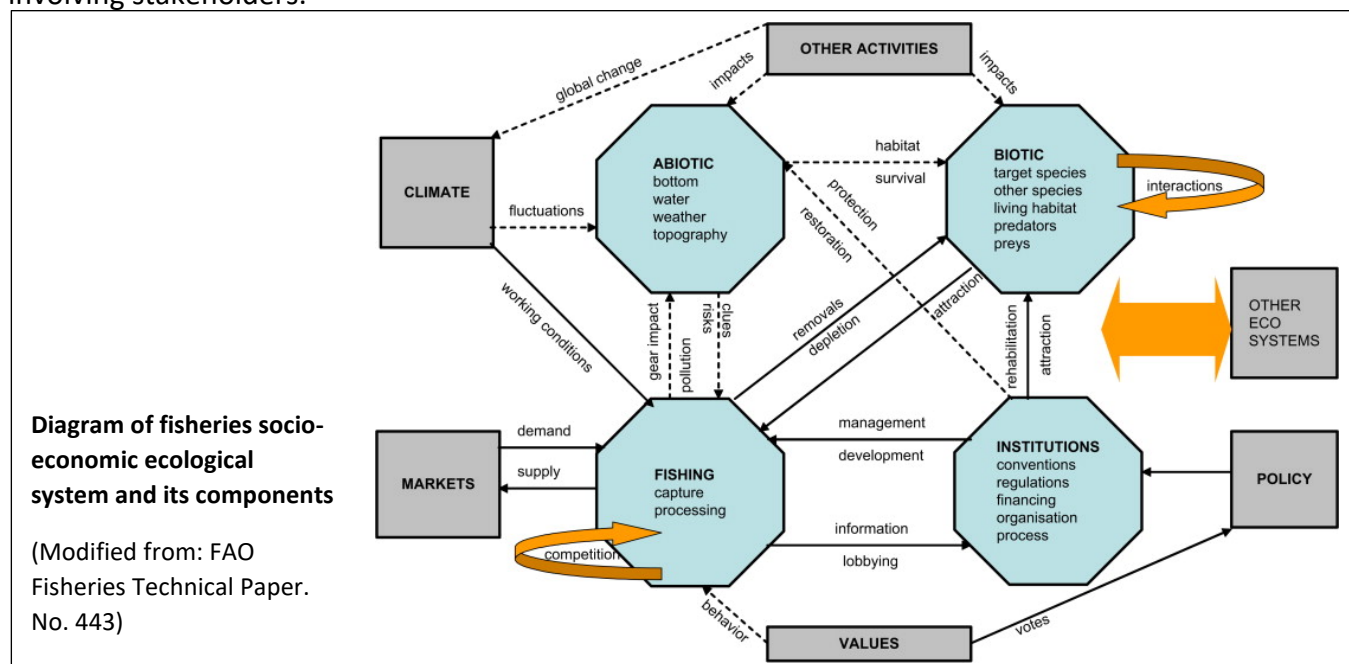 involving stakeholders.
OTHER ACTIVITIES
global change
impacts
impacts
CLIMATE
ABIOTIC
bottom
water
weather
topography
habitat
survival
BIOTIC
target species
other species
living habitat
predators
preys
interactions
fluctuations
protection
restoration
working conditions
gear impact
pollution
clues
risks
removals
depletion
attraction
rehabilitation
attraction
OTHER
ECO
SYSTEMS
Diagram of fisheries socio-
economic ecological
system and its components
(Modified from: FAO
Fisheries Technical Paper.
No. 443)
MARKETS
demand
supply
FISHING
capture
processing
competition
management
development
information
lobbying
INSTITUTIONS
conventions
regulations
financing
organisation
process
POLICY
behavior
VALUES
votes